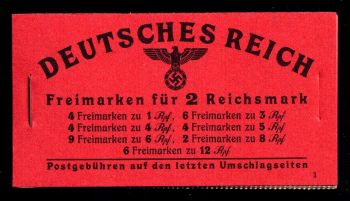 DEUTSCHES REICH
Freimarken für 2 Reichsmark
4 Freimarken zu 1 Rpf, 6 Freimarken zu 3 Rpf
4 Freimarken zu 4 Rpf, 4 Freimarken zu 5 Rpf
9 Freimarken zu 6 Rpf, 2 Freimarken zu 8 Rpf
6 Freimarken zu 12 Rpf
Postgebühren auf den letzten Umschlagseiten
1